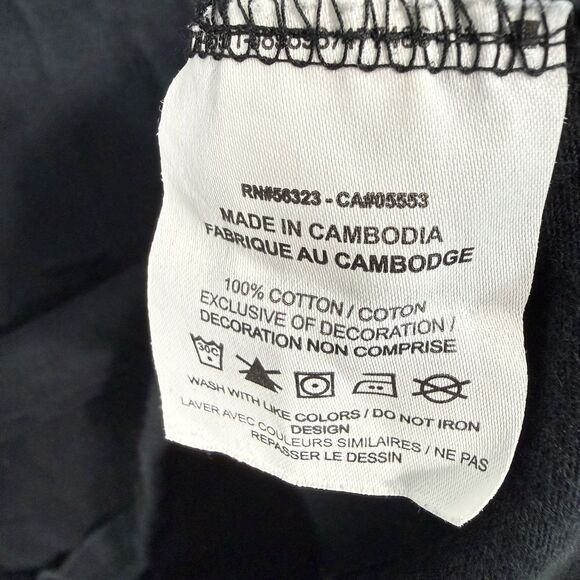 RN#56323 - CA#05553
MADE IN CAMBODIA
FABRIQUE AU CAMBODGE
100% COTTON / COTON
EXCLUSIVE OF DECORATION /
DECORATION NON COMPRISE
30C
WASH WITH LIKE COLORS / DO NOT IRON
DESIGN
LAVER AVEC COULEURS SIMILAIRES / NE PAS
REPASSER LE DESSIN